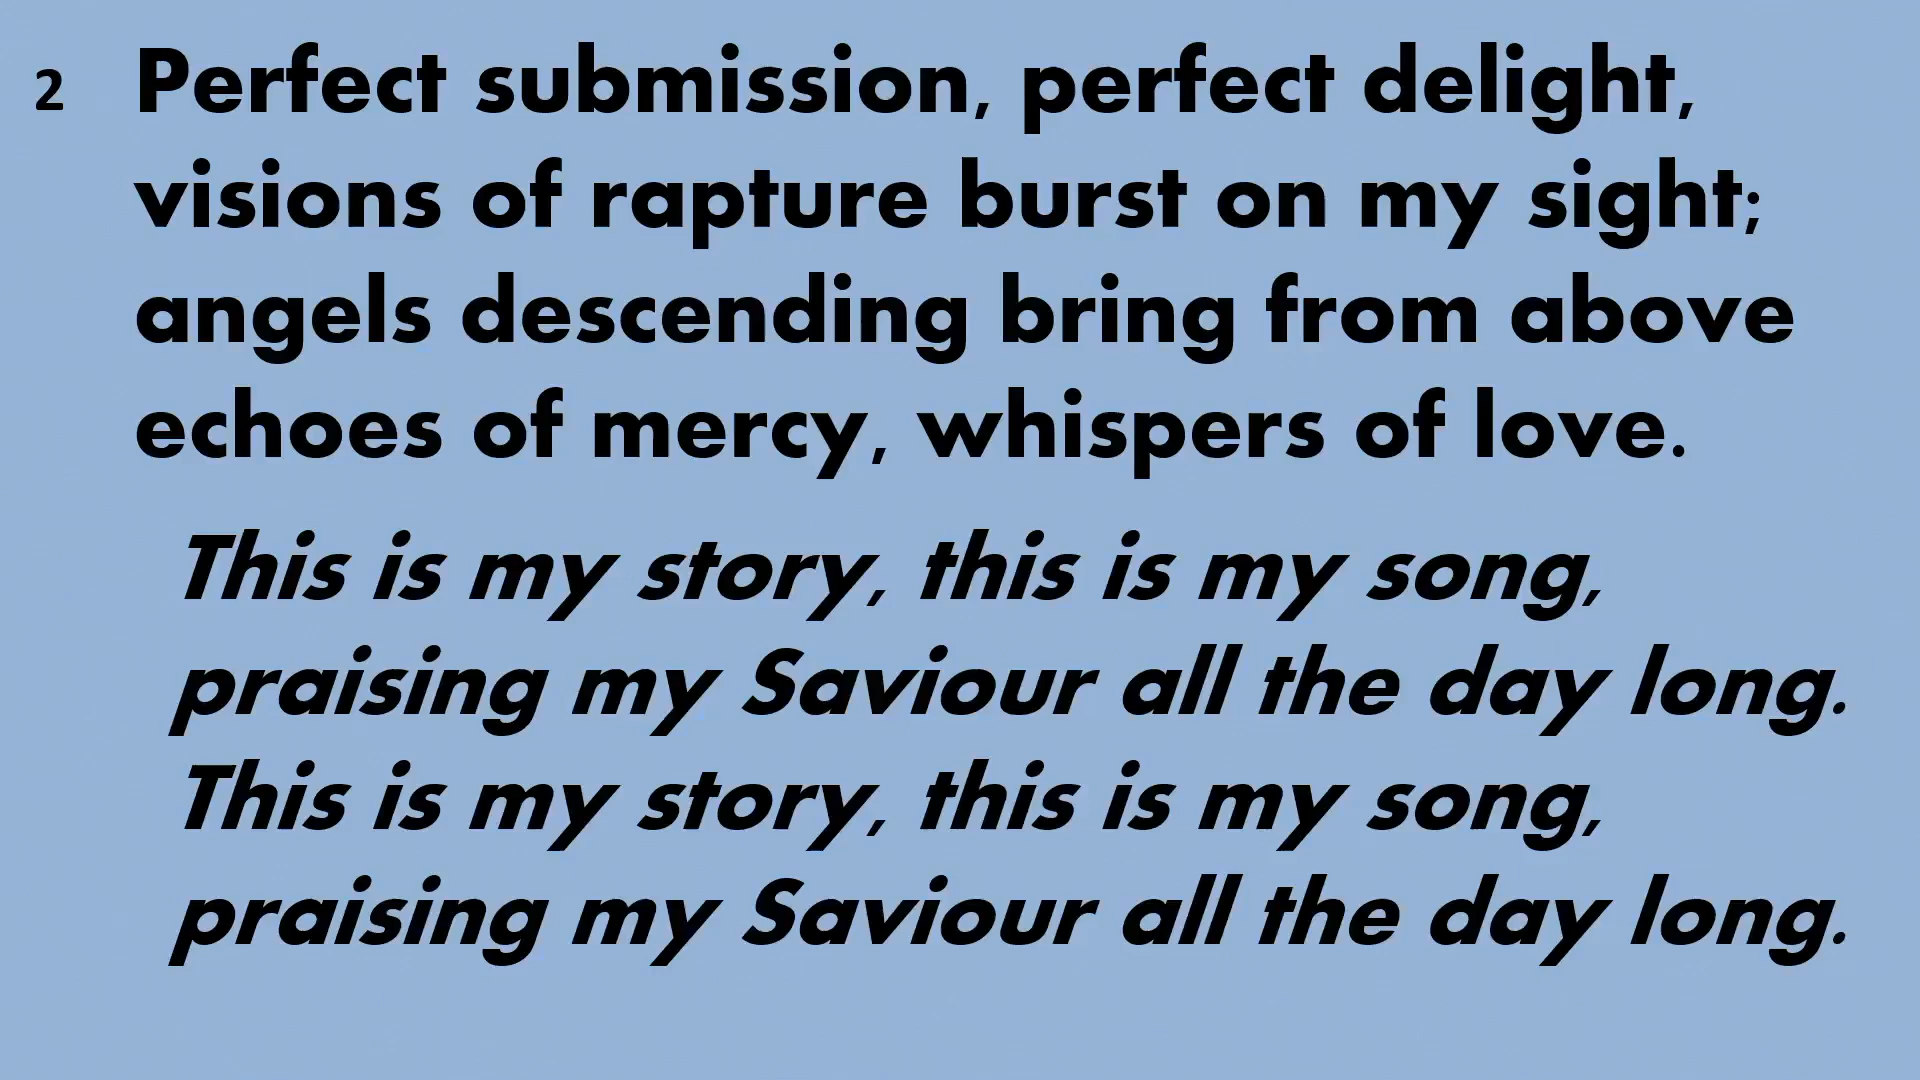 2 Perfect submission, perfect delight,
visions of rapture burst on my sight;
angels descending bring from above
echoes of mercy, whispers of love.
This is my story, this is my song,
praising my Saviour all the day long.
This is my story, this is my song,
praising my Saviour all the day long.